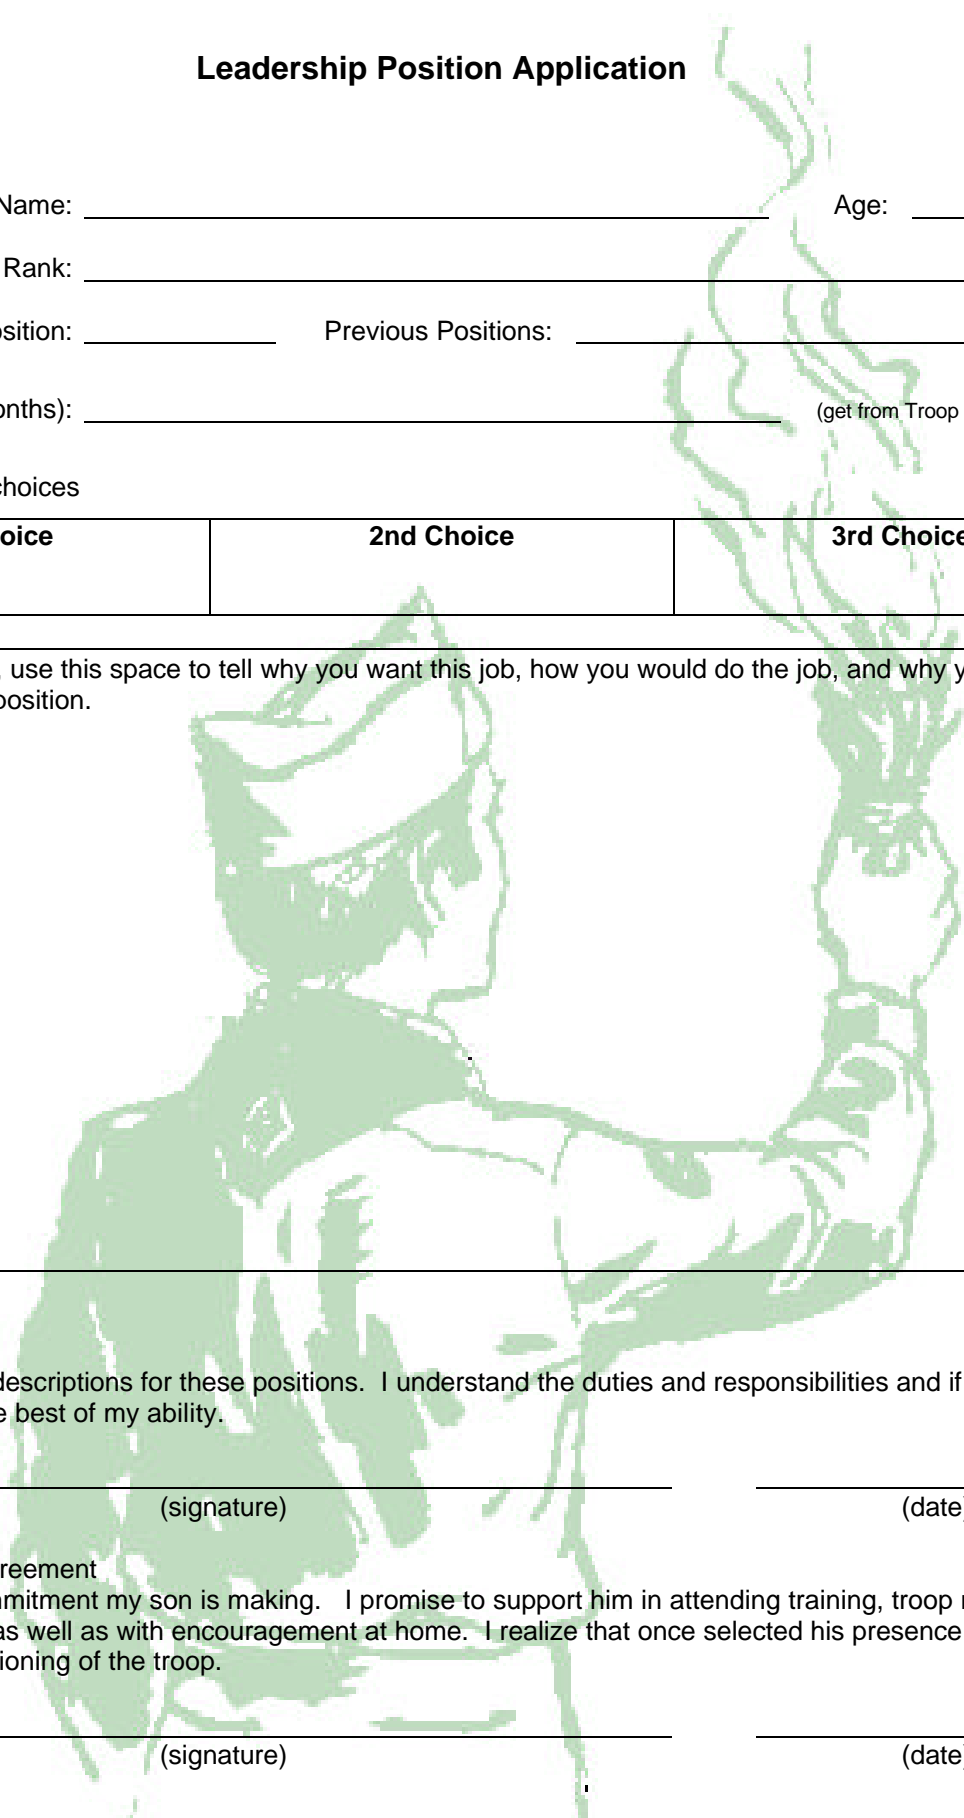 Leadership Position Application
Name: Age:
Rank:
osition: Previous Positions:
onths): (get from Troop
choices
oice 2nd Choice 3rd Choice
, use this space to tell why you want this job, how you would do the job, and why y
position.
descriptions for these positions. I understand the duties and responsibilities and if
e best of my ability.
(signature) (date)
reement
mitment my son is making. I promise to support him in attending training, troop
as well as with encouragement at home. I realize that once selected his presence
ioning of the troop.
(signature) (date)